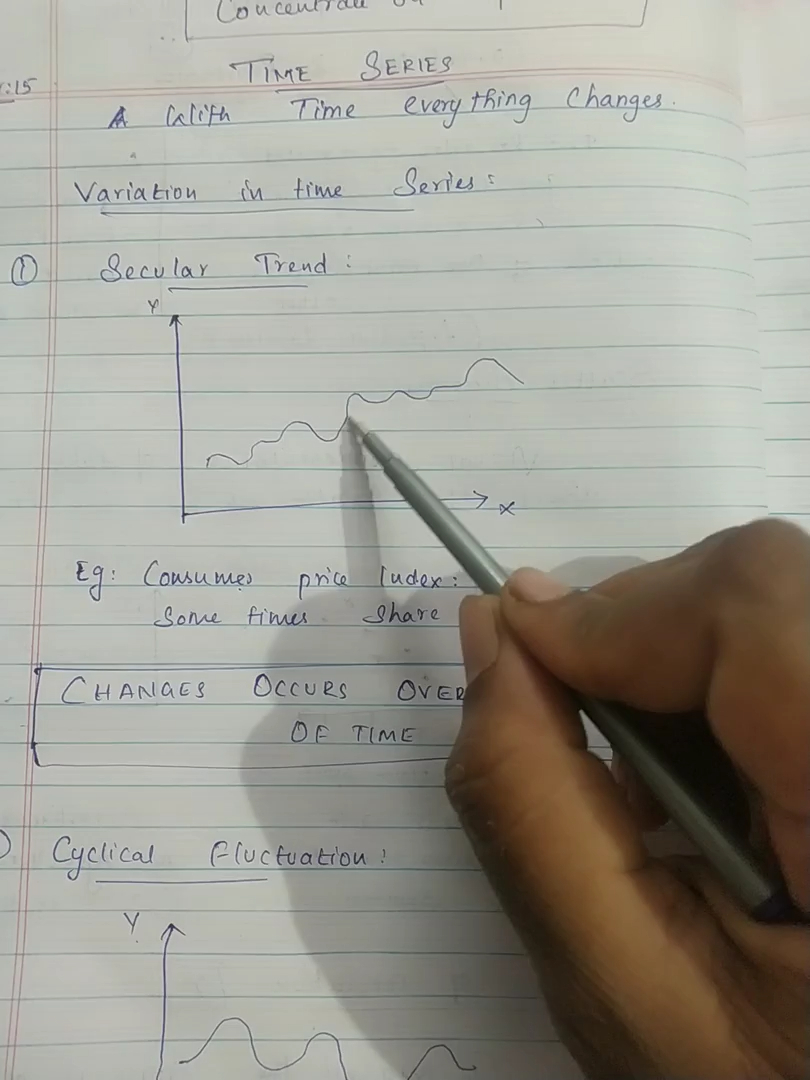 :15
TIME SERIES
A With Time everything Changes.
Variation in time Series:
① Secular Trend:
Y
X
Eg: Consumer price Index:
Some times Share
CHANGES OCCURS OVER
OF TIME
Cyclical Fluctuation:
Y